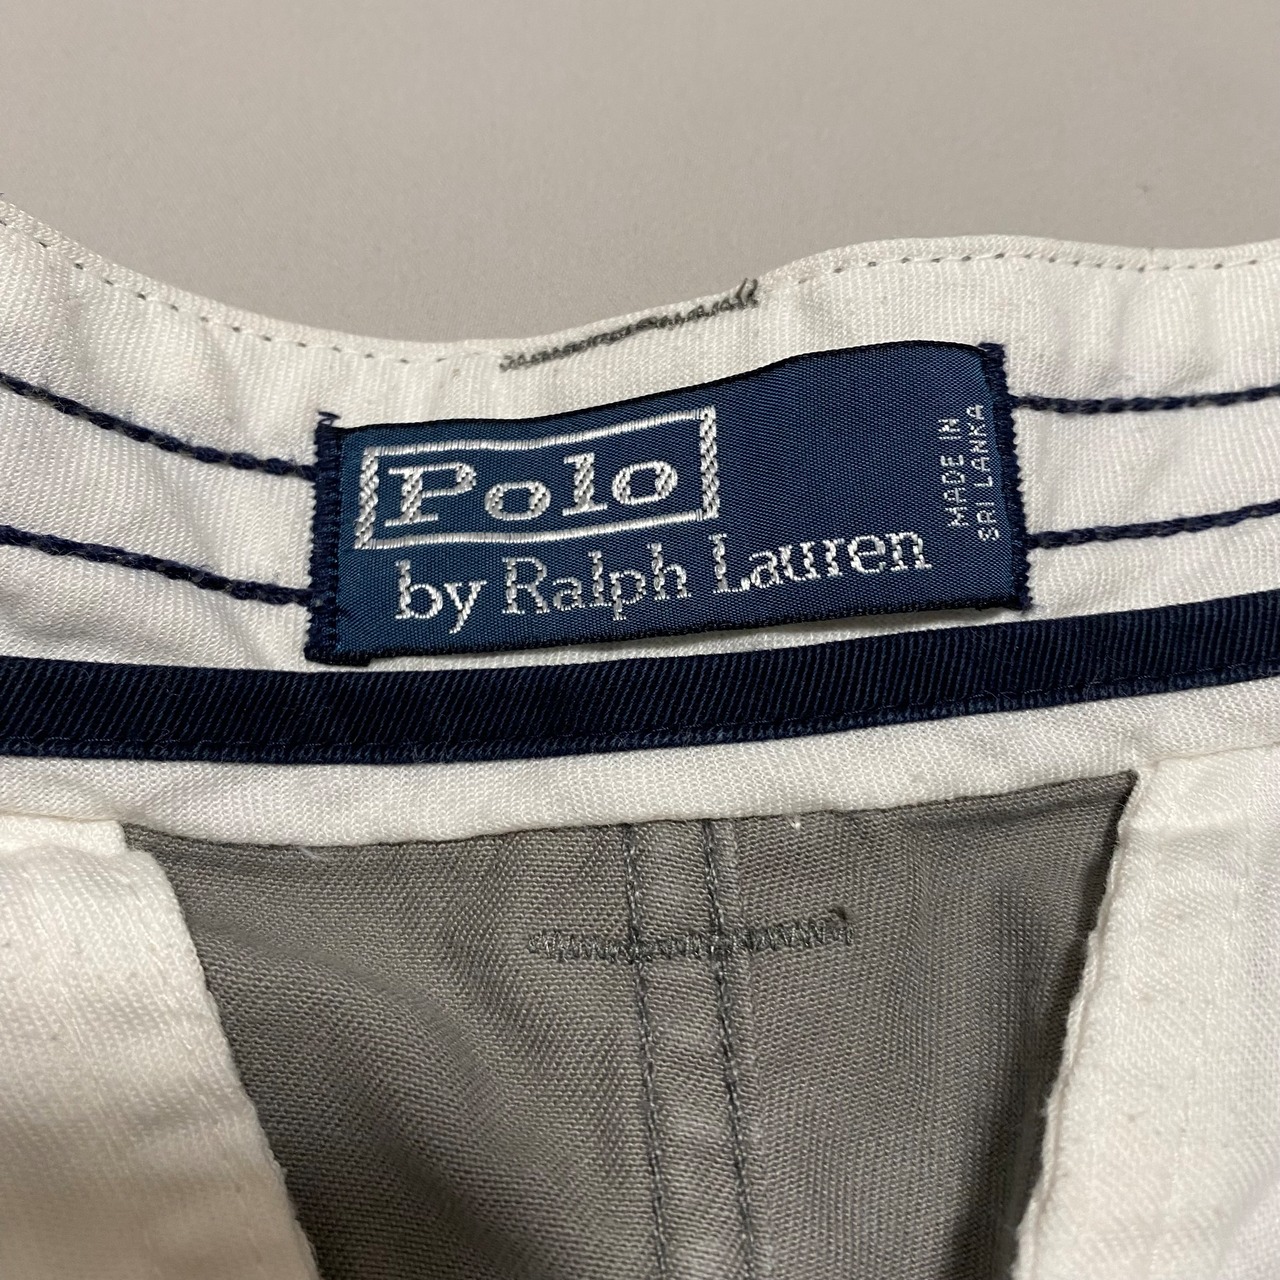 Polo
by Ralph Lauren
MADE IN
SRI LANKA